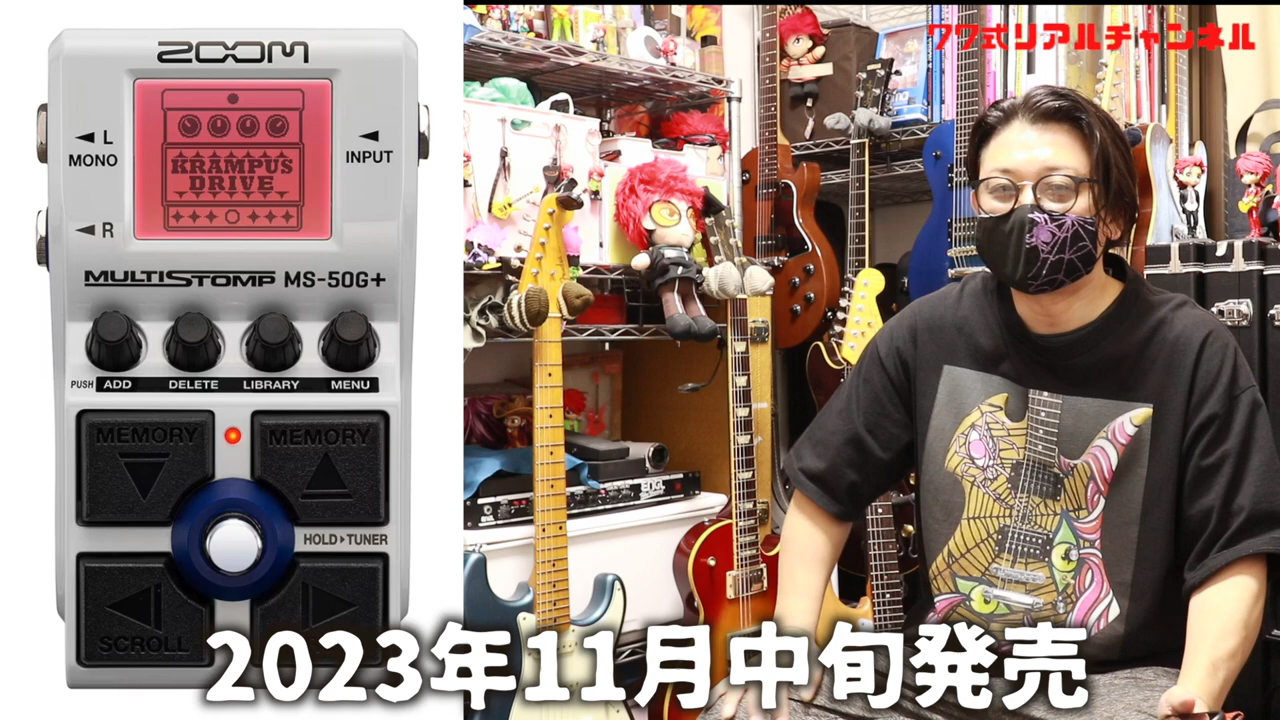 ZOOM
77式リアルチャンネル
KRAMPUS
DRIVE
◄ L
MONO
◄
INPUT
◄ R
MULTISTOMP MS-50G+
PUSH ADD DELETE LIBRARY MENU
MEMORY
MEMORY
HOLD▸TUNER
SCROLL
ENGL
2023年11月中旬発売